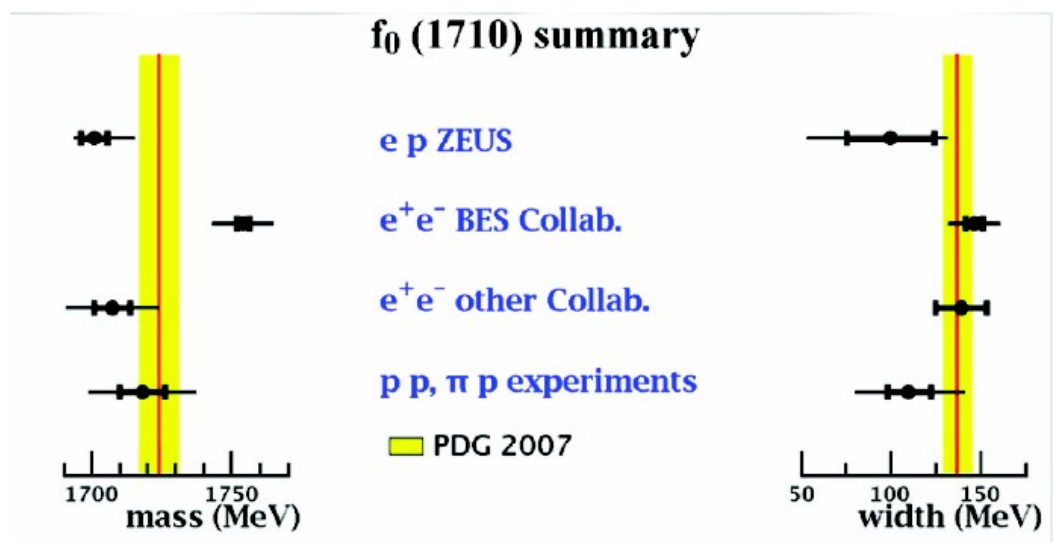 f₀ (1710) summary
e p ZEUS
e⁺e⁻ BES Collab.
e⁺e⁻ other Collab.
p p, π p experiments
PDG 2007
1700 1750
mass (MeV)
50 100 150
width (MeV)